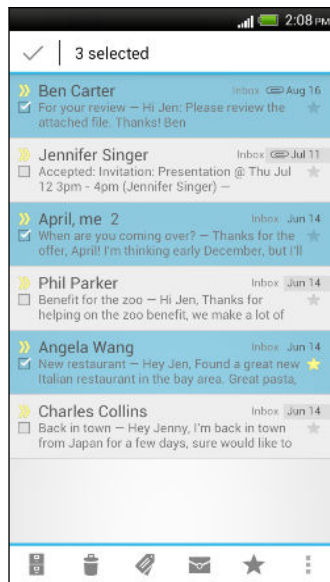 2:08 PM
3 selected
Ben Carter Inbox Aug 16
For your review — Hi Jen: Please review the
attached file. Thanks! Ben
Jennifer Singer Inbox Jul 11
Accepted: Invitation: Presentation @ Thu Jul
12 3pm - 4pm (Jennifer Singer) —
April, me 2 Inbox Jun 14
When are you coming over? — Thanks for the
offer, April! I'm thinking early December, but I'll
Phil Parker Inbox Jun 14
Benefit for the zoo — Hi Jen, Thanks for
helping on the zoo benefit, we make a lot of
Angela Wang Inbox Jun 14
New restaurant — Hey Jen, Found a great new
Italian restaurant in the bay area. Great pasta,
Charles Collins Inbox Jun 14
Back in town — Hey Jenny, I'm back in town
from Japan for a few days, sure would like to